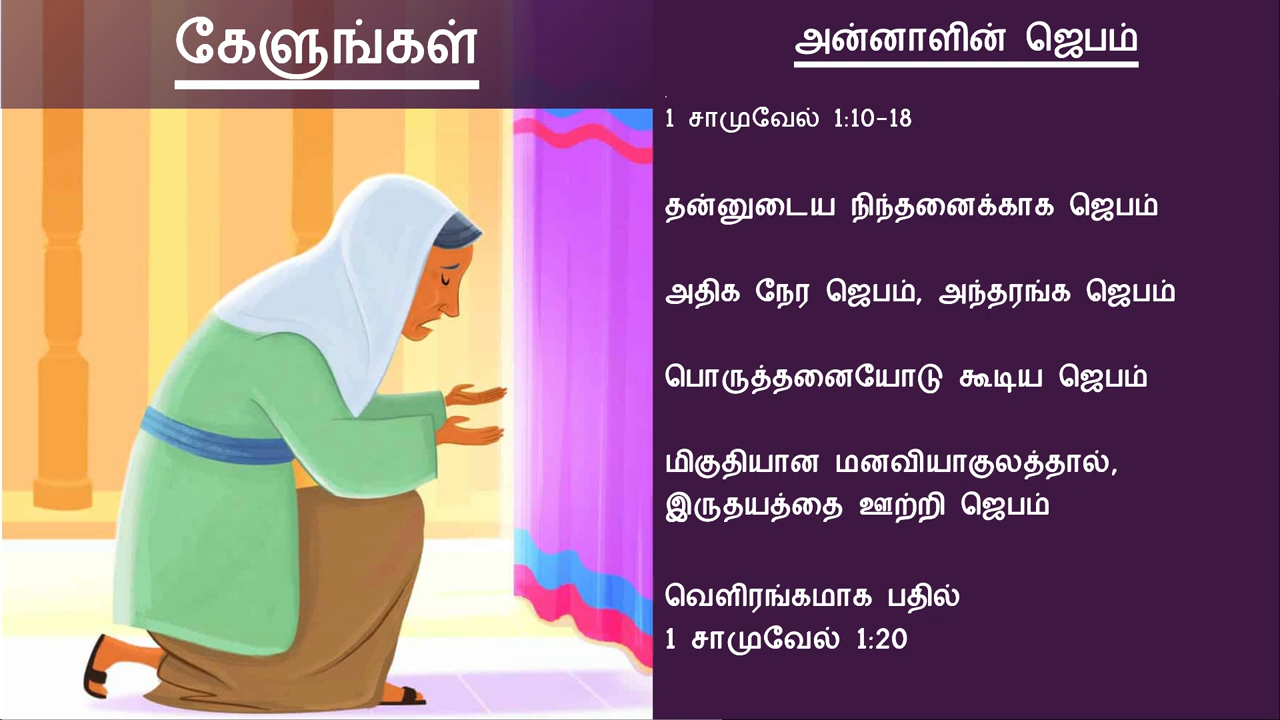 கேளுங்கள்
அன்னாளின் ஜெபம்
1 சாமுவேல் 1:10-18
தன்னுடைய நிந்தனைக்காக ஜெபம்
அதிக நேர ஜெபம், அந்தரங்க ஜெபம்
பொருத்தனையோடு கூடிய ஜெபம்
மிகுதியான மனவியாகுலத்தால்,
இருதயத்தை ஊற்றி ஜெபம்
வெளிரங்கமாக பதில்
1 சாமுவேல் 1:20